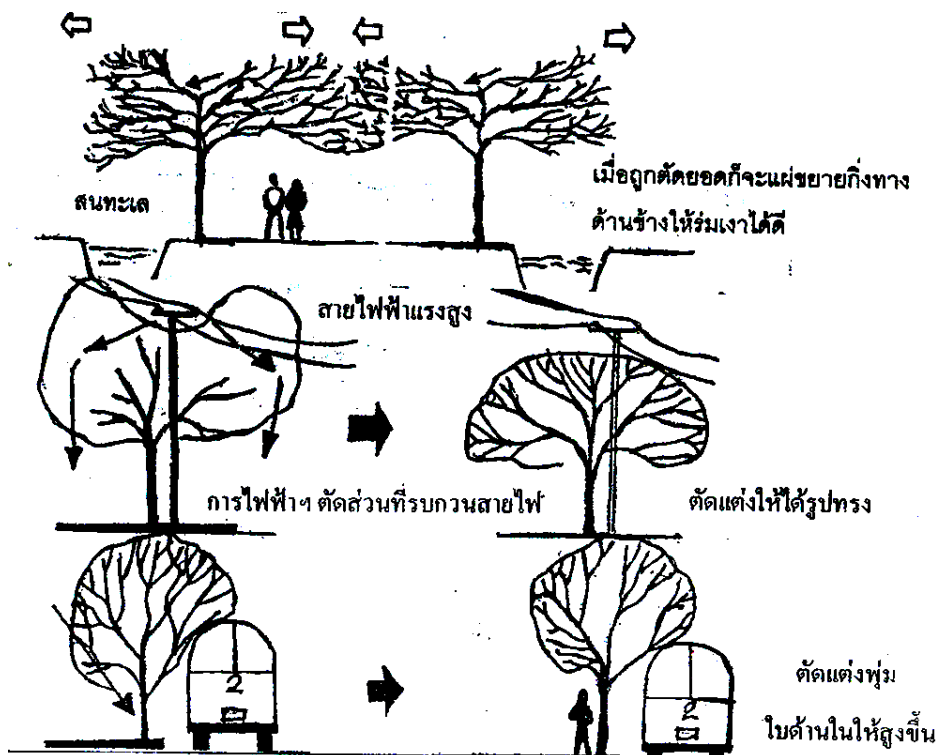 เมื่อถูกตัดยอดก็จะแผ่ขยายกิ่งทาง
สนทะเล
ด้านข้างให้ร่มเงาได้ดี
สายไฟฟ้าแรงสูง
การไฟฟ้าฯ ตัดส่วนที่รบกวนสายไฟ
ตัดแต่งให้ได้รูปทรง
2
2
ตัดแต่งพุ่ม
ใบด้านในให้สูงขึ้น